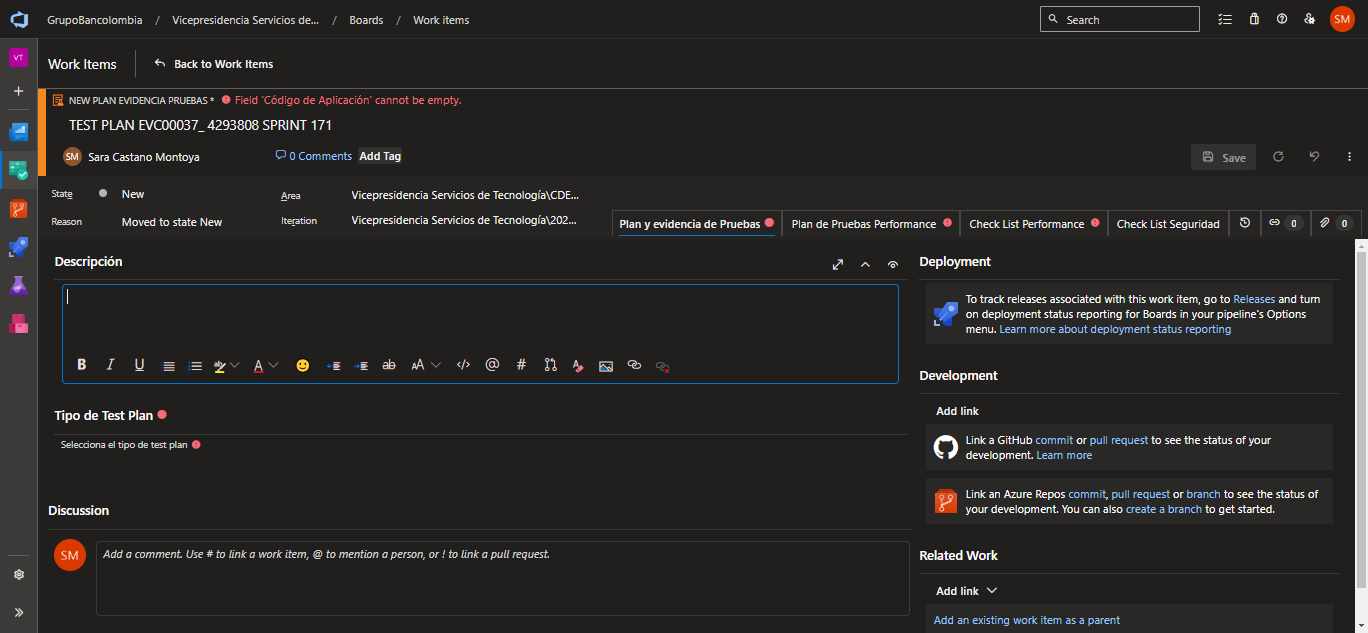 GrupoBancolombia / Vicepresidencia Servicios de... / Boards / Work items
Search
SM
VT
Work Items
Back to Work Items
NEW PLAN EVIDENCIA PRUEBAS * Field 'Código de Aplicación' cannot be empty.
TEST PLAN EVC00037_ 4293808 SPRINT 171
SM Sara Castano Montoya
0 Comments
Add Tag
Save
State New
Area Vicepresidencia Servicios de Tecnología\CDE...
Reason Moved to state New
Iteration Vicepresidencia Servicios de Tecnología\202...
Plan y evidencia de Pruebas
Plan de Pruebas Performance
Check List Performance
Check List Seguridad
0
0
Descripción
B I U ab A ab AA </> @ #
Tipo de Test Plan
Selecciona el tipo de test plan
Discussion
SM
Add a comment. Use # to link a work item, @ to mention a person, or ! to link a pull request.
Deployment
To track releases associated with this work item, go to Releases and turn
on deployment status reporting for Boards in your pipeline's Options
menu. Learn more about deployment status reporting
Development
Add link
Link a GitHub commit or pull request to see the status of your
development. Learn more
Link an Azure Repos commit, pull request or branch to see the status of
your development. You can also create a branch to get started.
Related Work
Add link
Add an existing work item as a parent